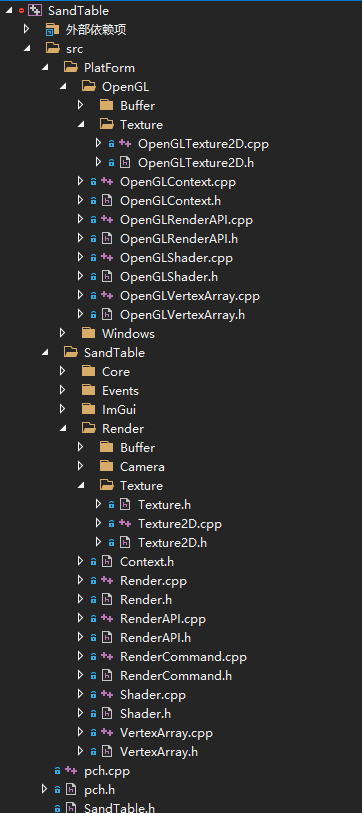 SandTable
外部依赖项
src
PlatForm
OpenGL
Buffer
Texture
OpenGLTexture2D.cpp
OpenGLTexture2D.h
OpenGLContext.cpp
OpenGLContext.h
OpenGLRenderAPI.cpp
OpenGLRenderAPI.h
OpenGLShader.cpp
OpenGLShader.h
OpenGLVertexArray.cpp
OpenGLVertexArray.h
Windows
SandTable
Core
Events
ImGui
Render
Buffer
Camera
Texture
Texture.h
Texture2D.cpp
Texture2D.h
Context.h
Render.cpp
Render.h
RenderAPI.cpp
RenderAPI.h
RenderCommand.cpp
RenderCommand.h
Shader.cpp
Shader.h
VertexArray.cpp
VertexArray.h
pch.cpp
pch.h
SandTable.h